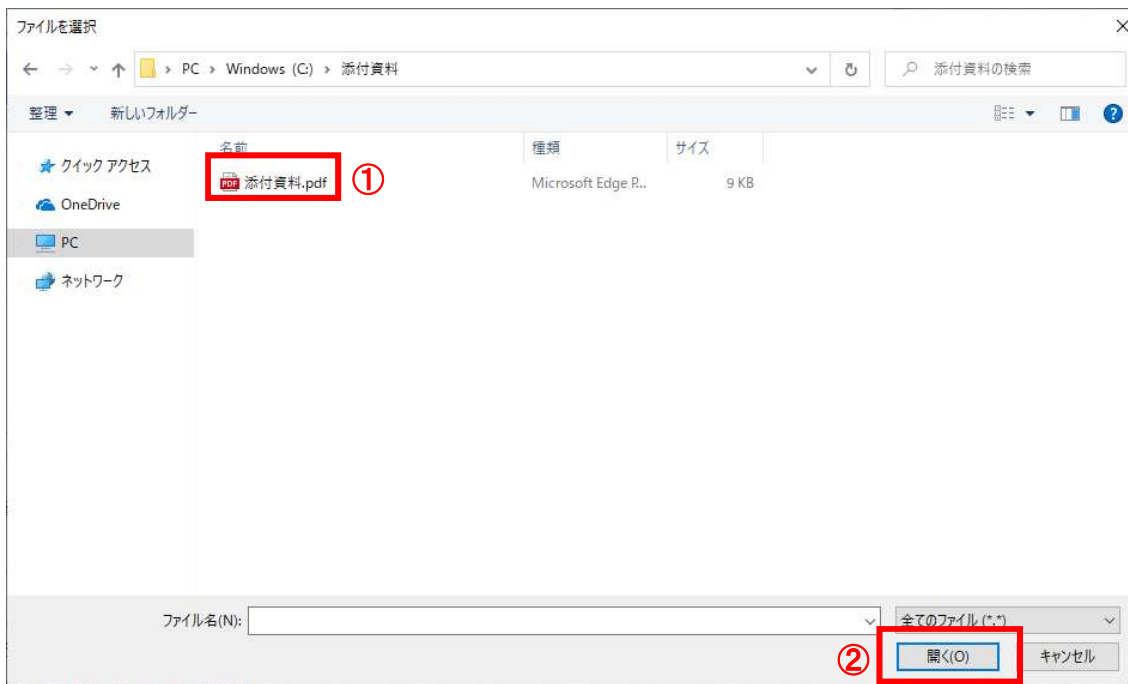 ファイルを選択
PC › Windows (C:) › 添付資料
添付資料の検索
整理 新しいフォルダー
名前 種類 サイズ
添付資料.pdf ① Microsoft Edge P... 9 KB
クイック アクセス
OneDrive
PC
ネットワーク
ファイル名(N): 全てのファイル (*.*)
② 開く(O) キャンセル